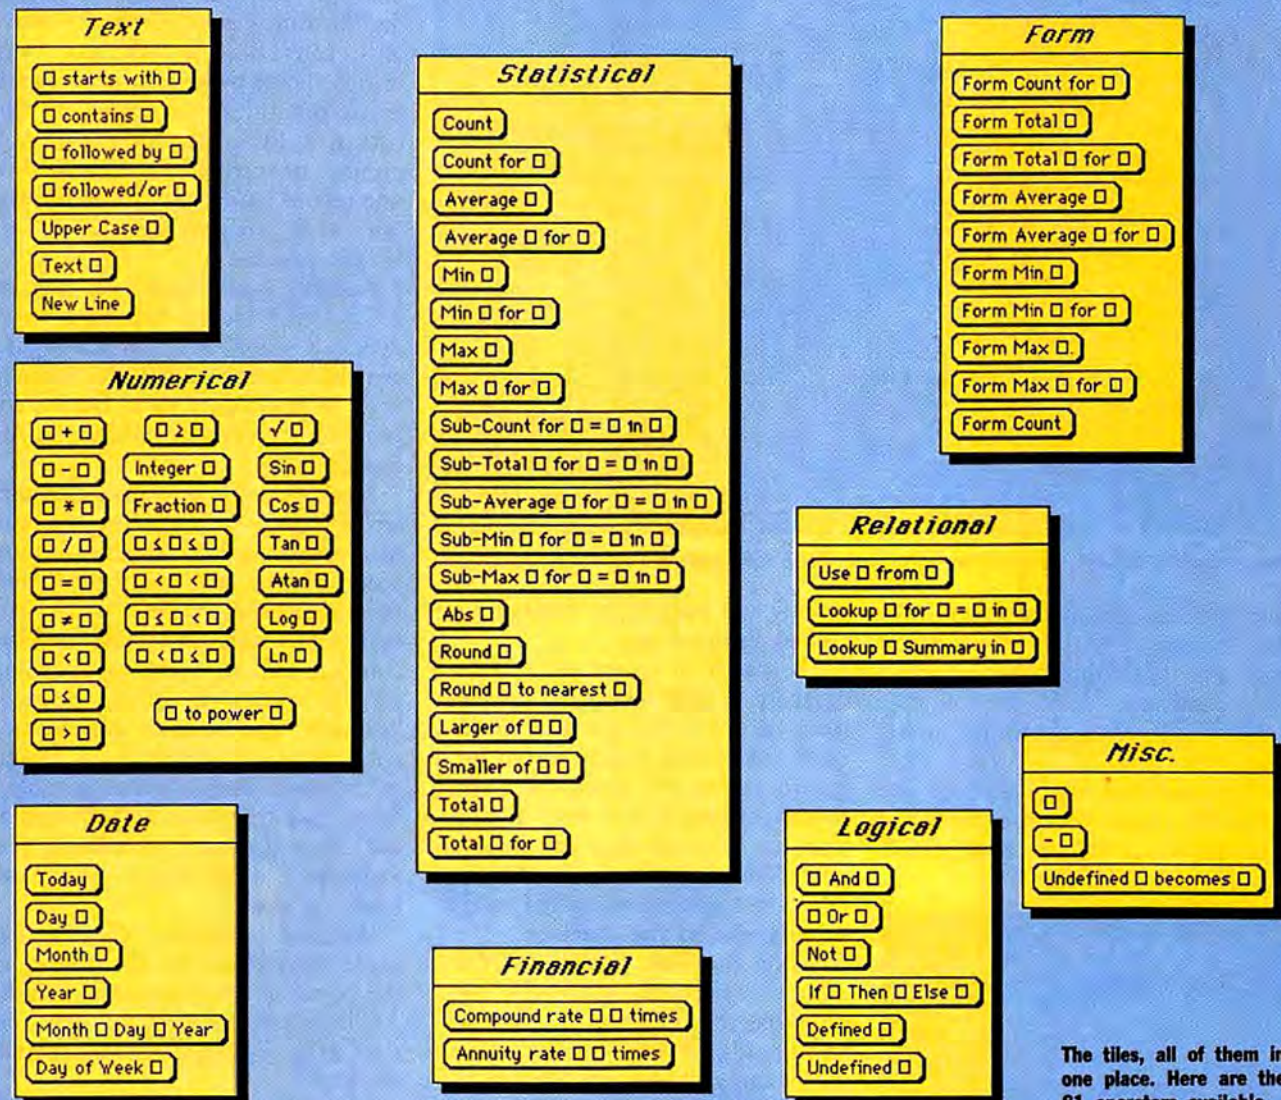 Text
□ starts with □
□ contains □
□ followed by □
□ followed/or □
Upper Case □
Text □
New Line
Numerical
□ + □
□ - □
□ * □
□ / □
□ = □
□ ≠ □
□ < □
□ ≤ □
□ > □
□ ≥ □
Integer □
Fraction □
□ ≤ □ ≤ □
□ < □ < □
□ ≤ □ < □
□ < □ ≤ □
√ □
Sin □
Cos □
Tan □
Atan □
Log □
Ln □
□ to power □
Date
Today
Day □
Month □
Year □
Month □ Day □ Year
Day of Week □
Statistical
Count
Count for □
Average □
Average □ for □
Min □
Min □ for □
Max □
Max □ for □
Sub-Count for □ = □ in □
Sub-Total □ for □ = □ in □
Sub-Average □ for □ = □ in □
Sub-Min □ for □ = □ in □
Sub-Max □ for □ = □ in □
Abs □
Round □
Round □ to nearest □
Larger of □ □
Smaller of □ □
Total □
Total □ for □
Financial
Compound rate □ □ times
Annuity rate □ □ times
Form
Form Count for □
Form Total □
Form Total □ for □
Form Average □
Form Average □ for □
Form Min □
Form Min □ for □
Form Max □
Form Max □ for □
Form Count
Relational
Use □ from □
Lookup □ for □ = □ in □
Lookup □ Summary in □
Logical
□ And □
□ Or □
Not □
If □ Then □ Else □
Defined □
Undefined □
Misc.
□
- □
Undefined □ becomes □
The tiles, all of them in
one place. Here are the
operators available